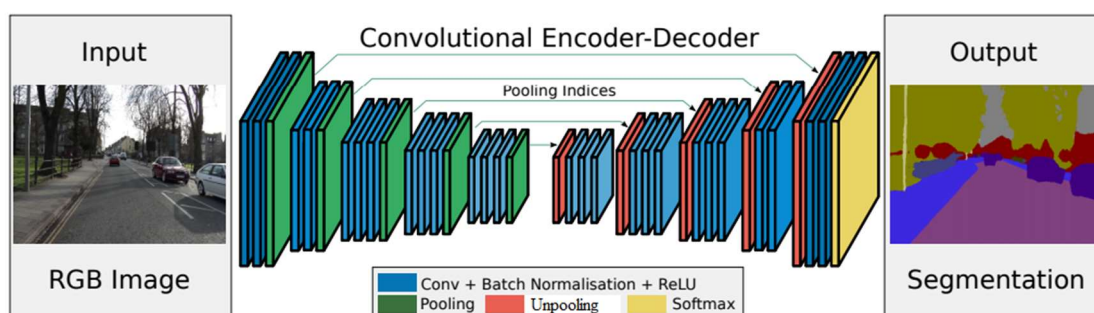 Input
RGB Image
Convolutional Encoder-Decoder
Pooling Indices
Output
Segmentation
Conv + Batch Normalisation + ReLU
Pooling Unpooling Softmax